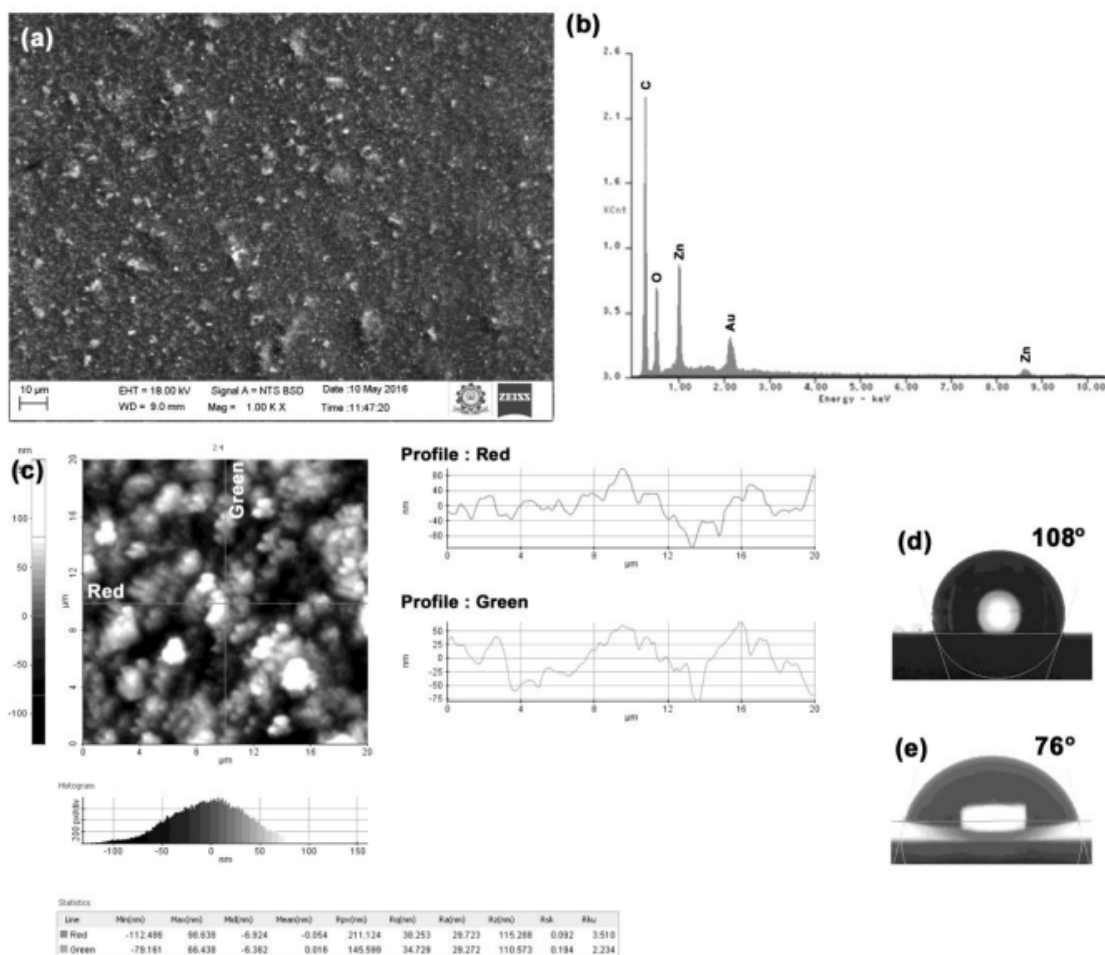 (a)
10 µm
EHT = 18.00 kV Signal A = NTS BSD Date :10 May 2016
WD = 9.0 mm Mag = 1.00 K X Time :11:47:20
ZEISS
(b)
2.6
2.1
1.6
KCnt
1.0
0.5
0.0
C
O
Zn
Au
Zn
1.00 2.00 3.00 4.00 5.00 6.00 7.00 8.00 9.00 10.00
Energy - keV
(c)
nm
100
50
0
-50
-100
24
20
16
12
µm
8
4
0
Green
Red
0 4 8 12 16 20
µm
Profile : Red
80
40
0
-40
-80
nm
0 4 8 12 16 20
µm
Profile : Green
50
25
0
-25
-50
-75
nm
0 4 8 12 16 20
µm
(d)
108°
(e)
76°
200 pxl/div
-100 -50 0 50 100 150
nm
Statistics
Line Min(nm) Max(nm) Mid(nm) Mean(nm) Rpv(nm) Rq(nm) Ra(nm) Rz(nm) Rsk Rku
Red -112.486 98.638 -6.924 -0.054 211.124 38.253 29.723 115.288 0.092 3.510
Green -79.161 66.438 -6.362 0.016 145.599 34.729 29.272 110.573 0.194 2.234